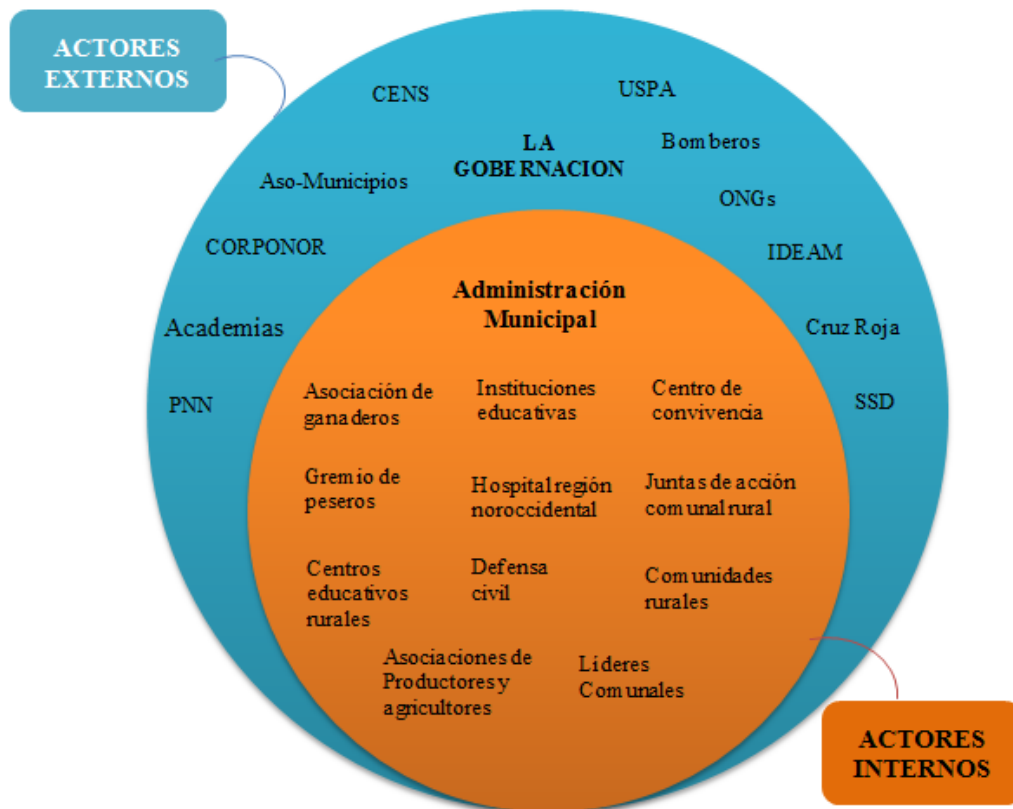 ACTORES
EXTERNOS
CENS
USPA
LA
GOBERNACION
Bomberos
Aso-Municipios
ONGs
CORPONOR
IDEAM
Academias
Cruz Roja
PNN
SSD
Administración
Municipal
Asociación de
ganaderos
Instituciones
educativas
Centro de
convivencia
Gremio de
peseros
Hospital región
noroccidental
Juntas de acción
comunal rural
Centros
educativos
rurales
Defensa
civil
Comunidades
rurales
Asociaciones de
Productores y
agricultores
Líderes
Comunales
ACTORES
INTERNOS